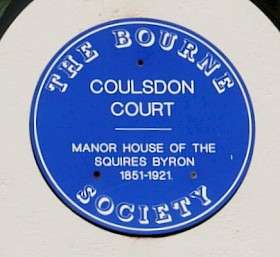 THE BOURNE
COULSDON
COURT
MANOR HOUSE OF THE
SQUIRES BYRON
1851-1921.
SOCIETY